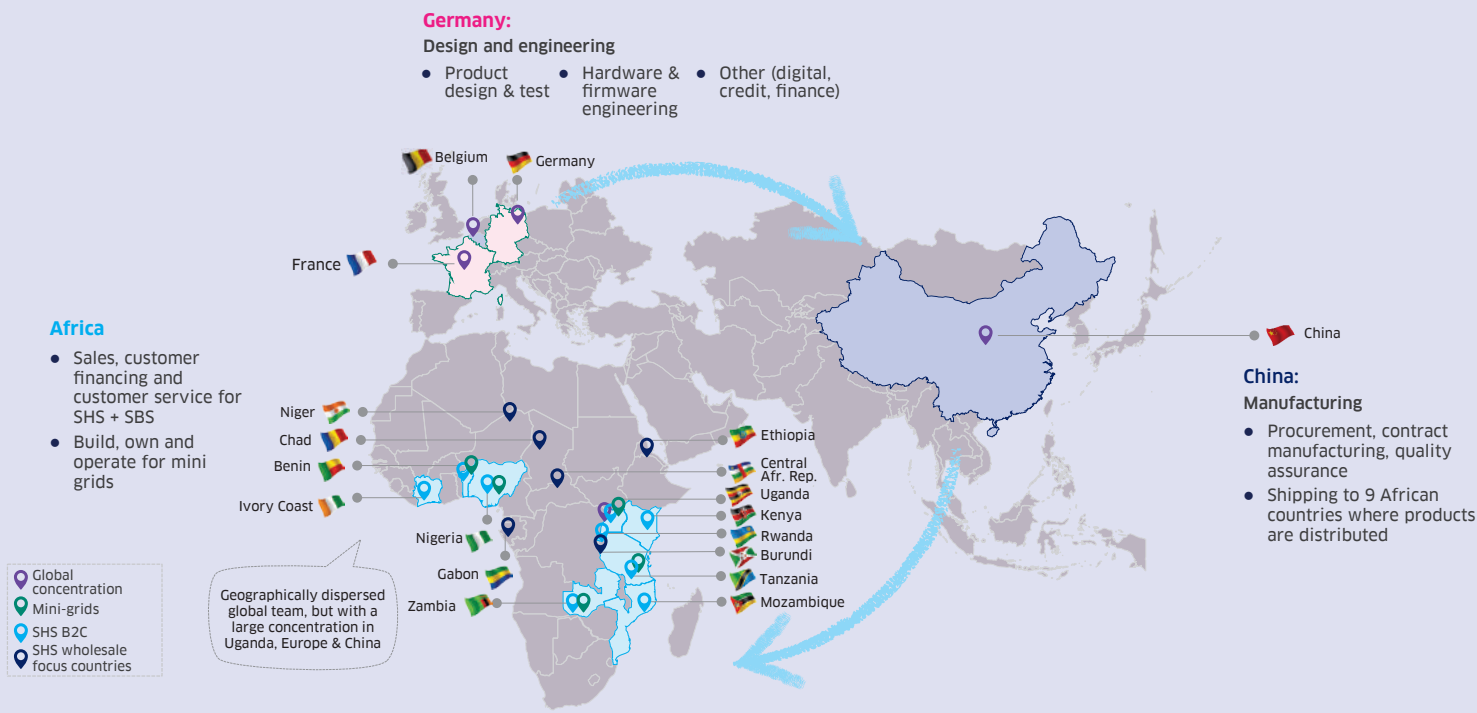 Germany:
Design and engineering
Product
design & test
Hardware &
firmware
engineering
Other (digital,
credit, finance)
Belgium
Germany
France
Africa
Sales, customer
financing and
customer service for
SHS + SBS
Build, own and
operate for mini
grids
China
China:
Manufacturing
Procurement, contract
manufacturing, quality
assurance
Shipping to 9 African
countries where products
are distributed
Niger
Chad
Benin
Ivory Coast
Nigeria
Gabon
Zambia
Ethiopia
Central
Afr. Rep.
Uganda
Kenya
Rwanda
Burundi
Tanzania
Mozambique
Geographically dispersed
global team, but with a
large concentration in
Uganda, Europe & China
Global
concentration
Mini-grids
SHS B2C
SHS wholesale
focus countries